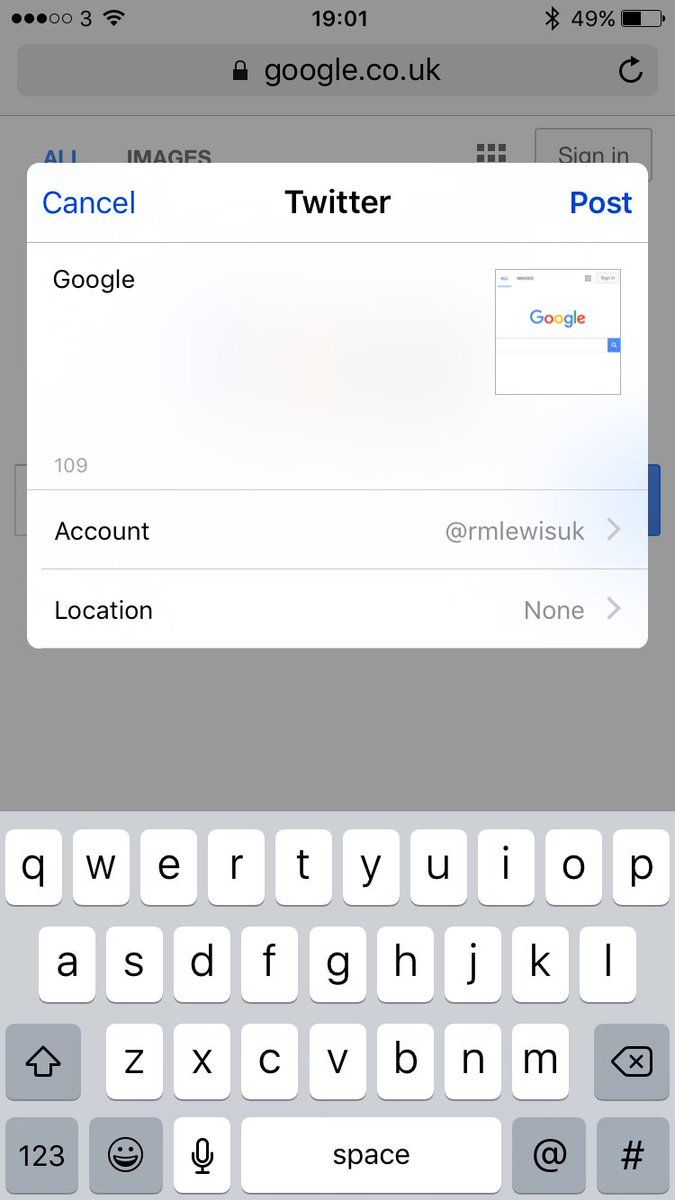 3 19:01 49%
google.co.uk
ALL IMAGES Sign in
Cancel Twitter Post
Google
ALL IMAGES Sign in
Google
109
Account @rmlewisuk
Location None
q w e r t y u i o p
a s d f g h j k l
z x c v b n m
123 space @ #